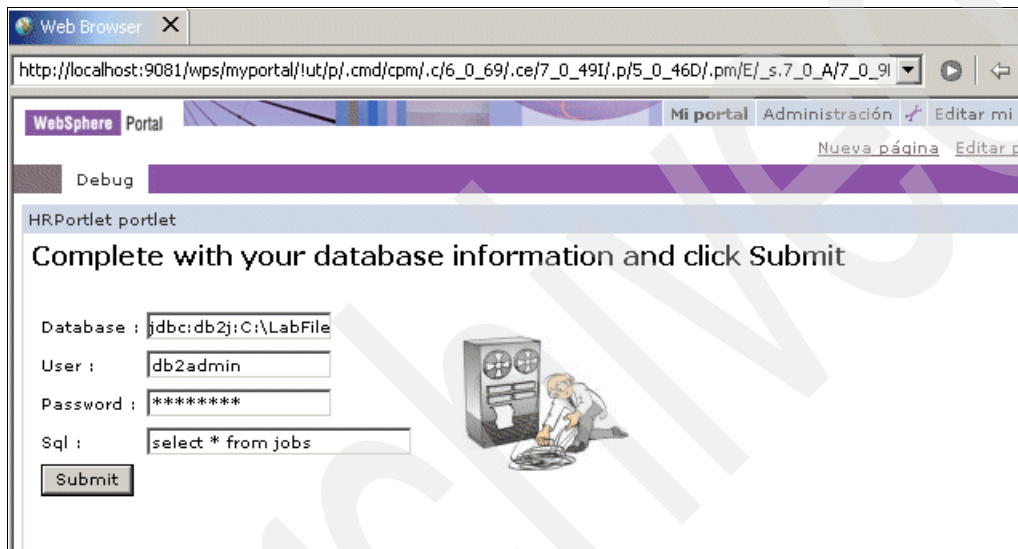 Web Browser X
http://localhost:9081/wps/myportal/!ut/p/.cmd/cpm/.c/6_0_69/.ce/7_0_49I/.p/5_0_46D/.pm/E/_s.7_0_A/7_0_9
WebSphere Portal Mi portal Administración Editar mi
Nueva página Editar p
Debug
HRPortlet portlet
Complete with your database information and click Submit
Database : jdbc:db2j:C:\LabFile
User : db2admin
Password : ********
Sql : select * from jobs
Submit